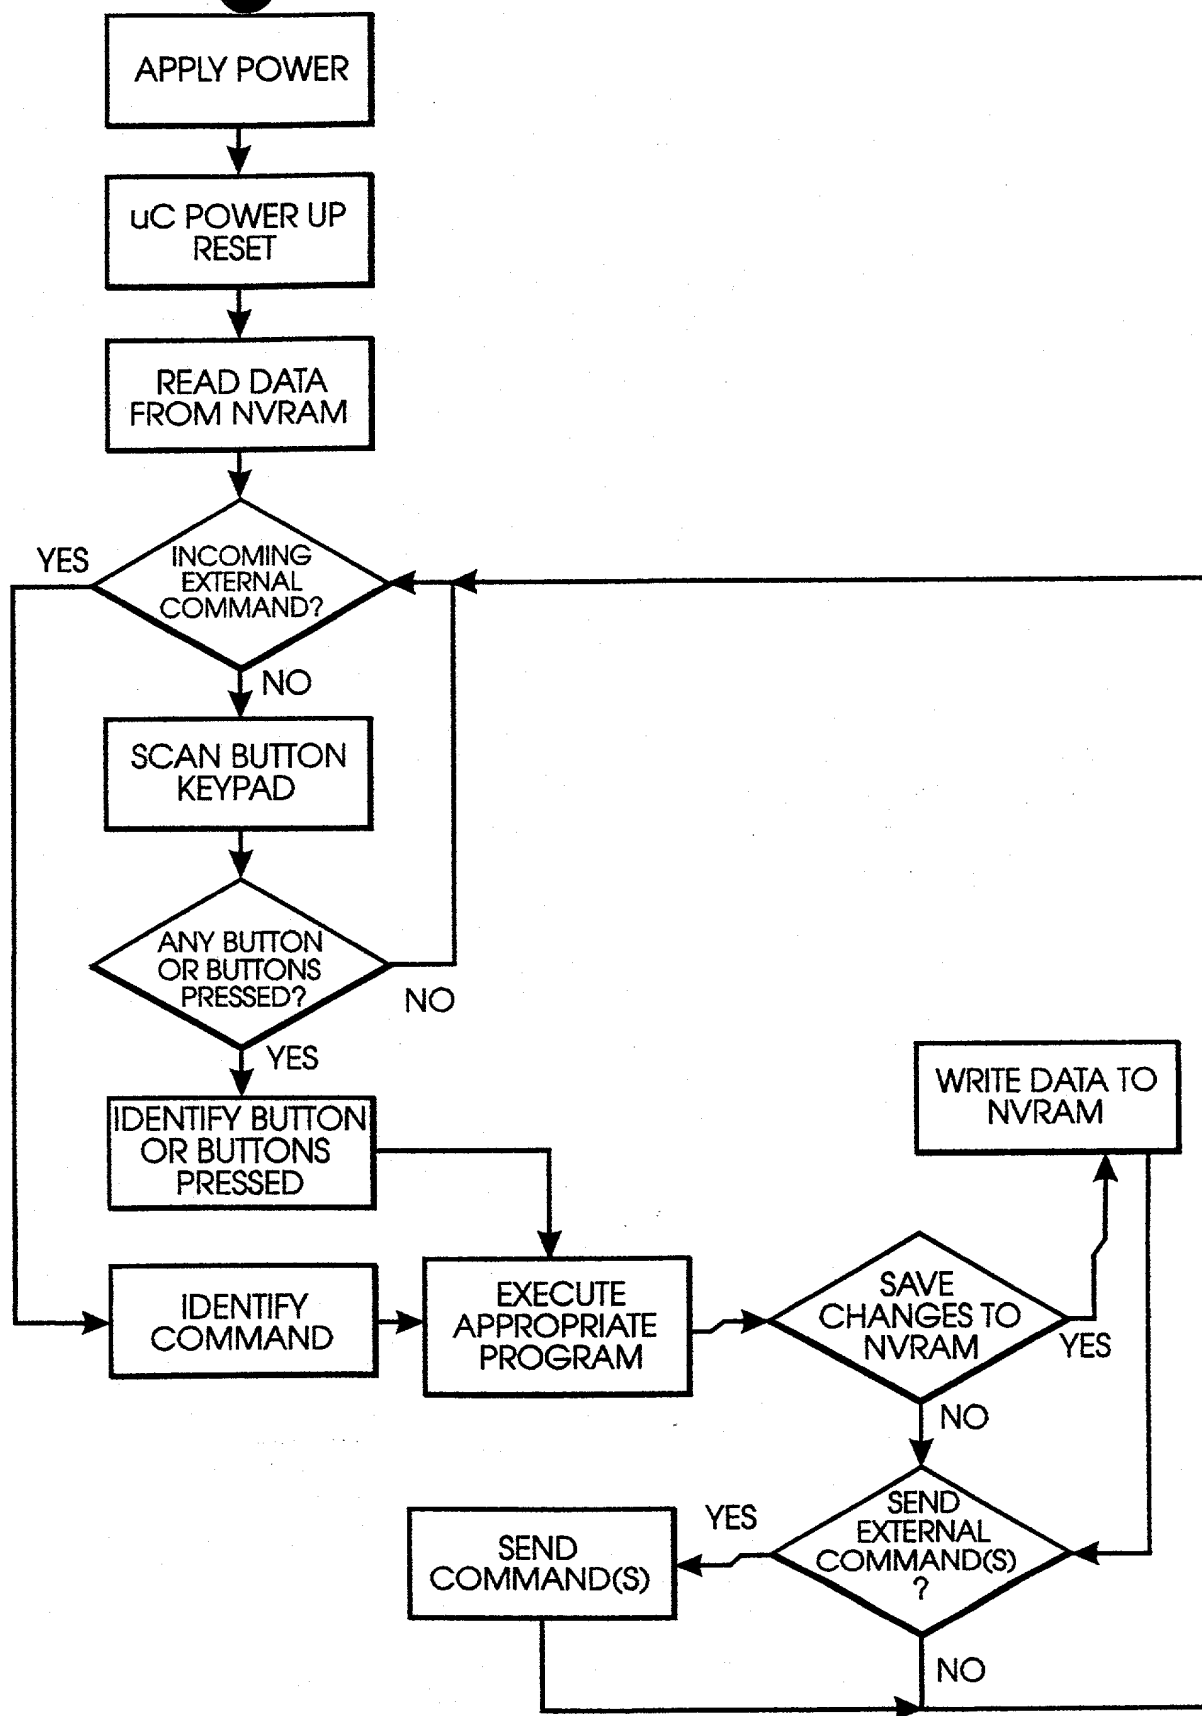 APPLY POWER
uC POWER UP
RESET
READ DATA
FROM NVRAM
YES
INCOMING
EXTERNAL
COMMAND?
NO
SCAN BUTTON
KEYPAD
ANY BUTTON
OR BUTTONS
PRESSED?
NO
YES
IDENTIFY BUTTON
OR BUTTONS
PRESSED
WRITE DATA TO
NVRAM
IDENTIFY
COMMAND
EXECUTE
APPROPRIATE
PROGRAM
SAVE
CHANGES TO
NVRAM
YES
NO
SEND
EXTERNAL
COMMAND(S)
?
YES
SEND
COMMAND(S)
NO